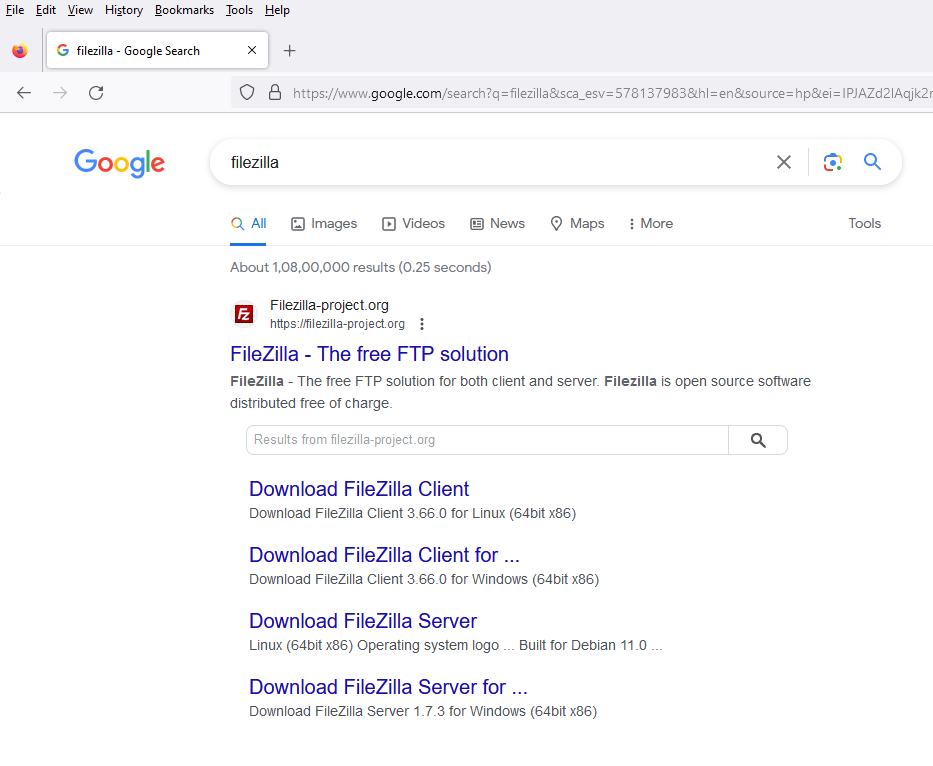 File Edit View History Bookmarks Tools Help
filezilla - Google Search
https://www.google.com/search?q=filezilla&sca_esv=578137983&hl=en&source=hp&ei=
Google
filezilla
All Images Videos News Maps More Tools
About 1,08,00,000 results (0.25 seconds)
Fz
Filezilla-project.org
https://filezilla-project.org
FileZilla - The free FTP solution
FileZilla - The free FTP solution for both client and server. Filezilla is open source software
distributed free of charge.
Results from filezilla-project.org
Download FileZilla Client
Download FileZilla Client 3.66.0 for Linux (64bit x86)
Download FileZilla Client for ...
Download FileZilla Client 3.66.0 for Windows (64bit x86)
Download FileZilla Server
Linux (64bit x86) Operating system logo ... Built for Debian 11.0 ...
Download FileZilla Server for ...
Download FileZilla Server 1.7.3 for Windows (64bit x86)